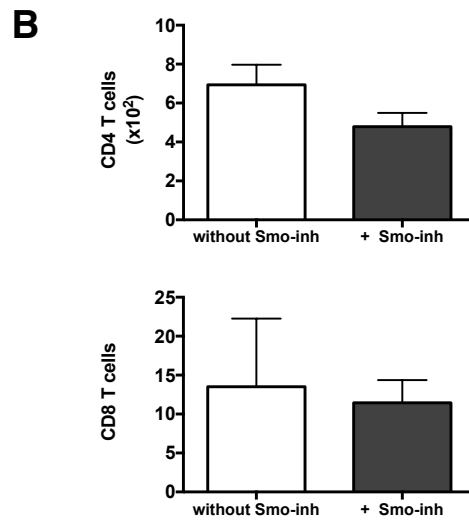 B
10
8
6
4
2
0
CD4 T cells
(x10²)
without Smo-inh
+ Smo-inh
25
20
15
10
5
0
CD8 T cells
without Smo-inh
+ Smo-inh